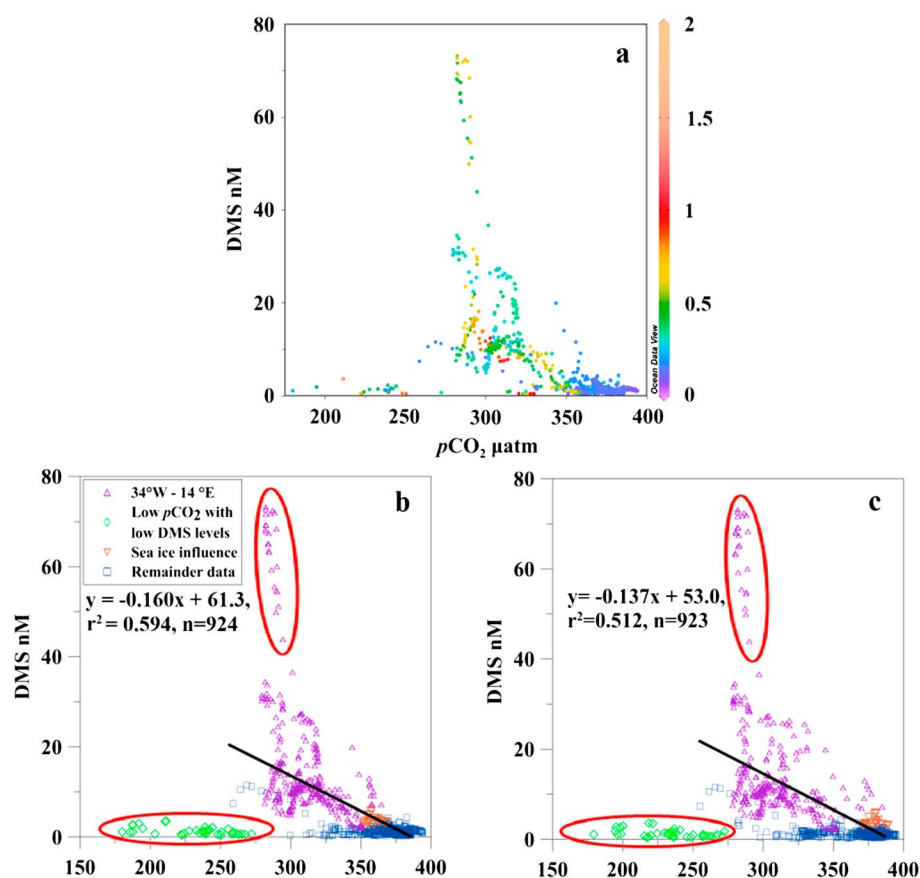 80
60
40
20
0
200
250
300
350
400
DMS nM
pCO₂ µatm
a
2
1.5
1
0.5
0
Ocean Data View
80
60
40
20
0
150
200
250
300
350
400
DMS nM
b
34°W - 14 °E
Low pCO₂ with
low DMS levels
Sea ice influence
Remainder data
y = -0.160x + 61.3,
r² = 0.594, n=924
80
60
40
20
0
150
200
250
300
350
400
DMS nM
c
y= -0.137x + 53.0,
r²=0.512, n=923